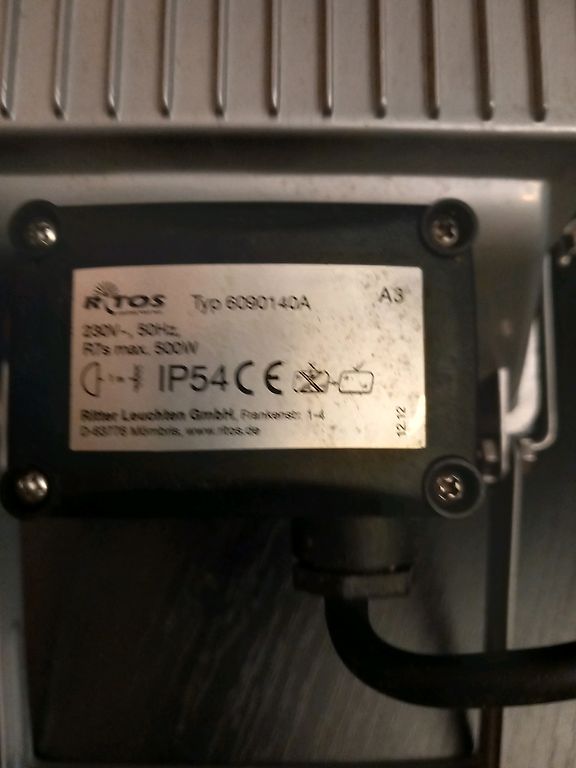 RITOS
Typ 6090140A
A3
230V~, 50Hz,
R7s max. 500W
IP54 CE
Ritter Leuchten GmbH, Frankenstr. 1-4
D-63776 Mömbris, www.ritos.de
12.12